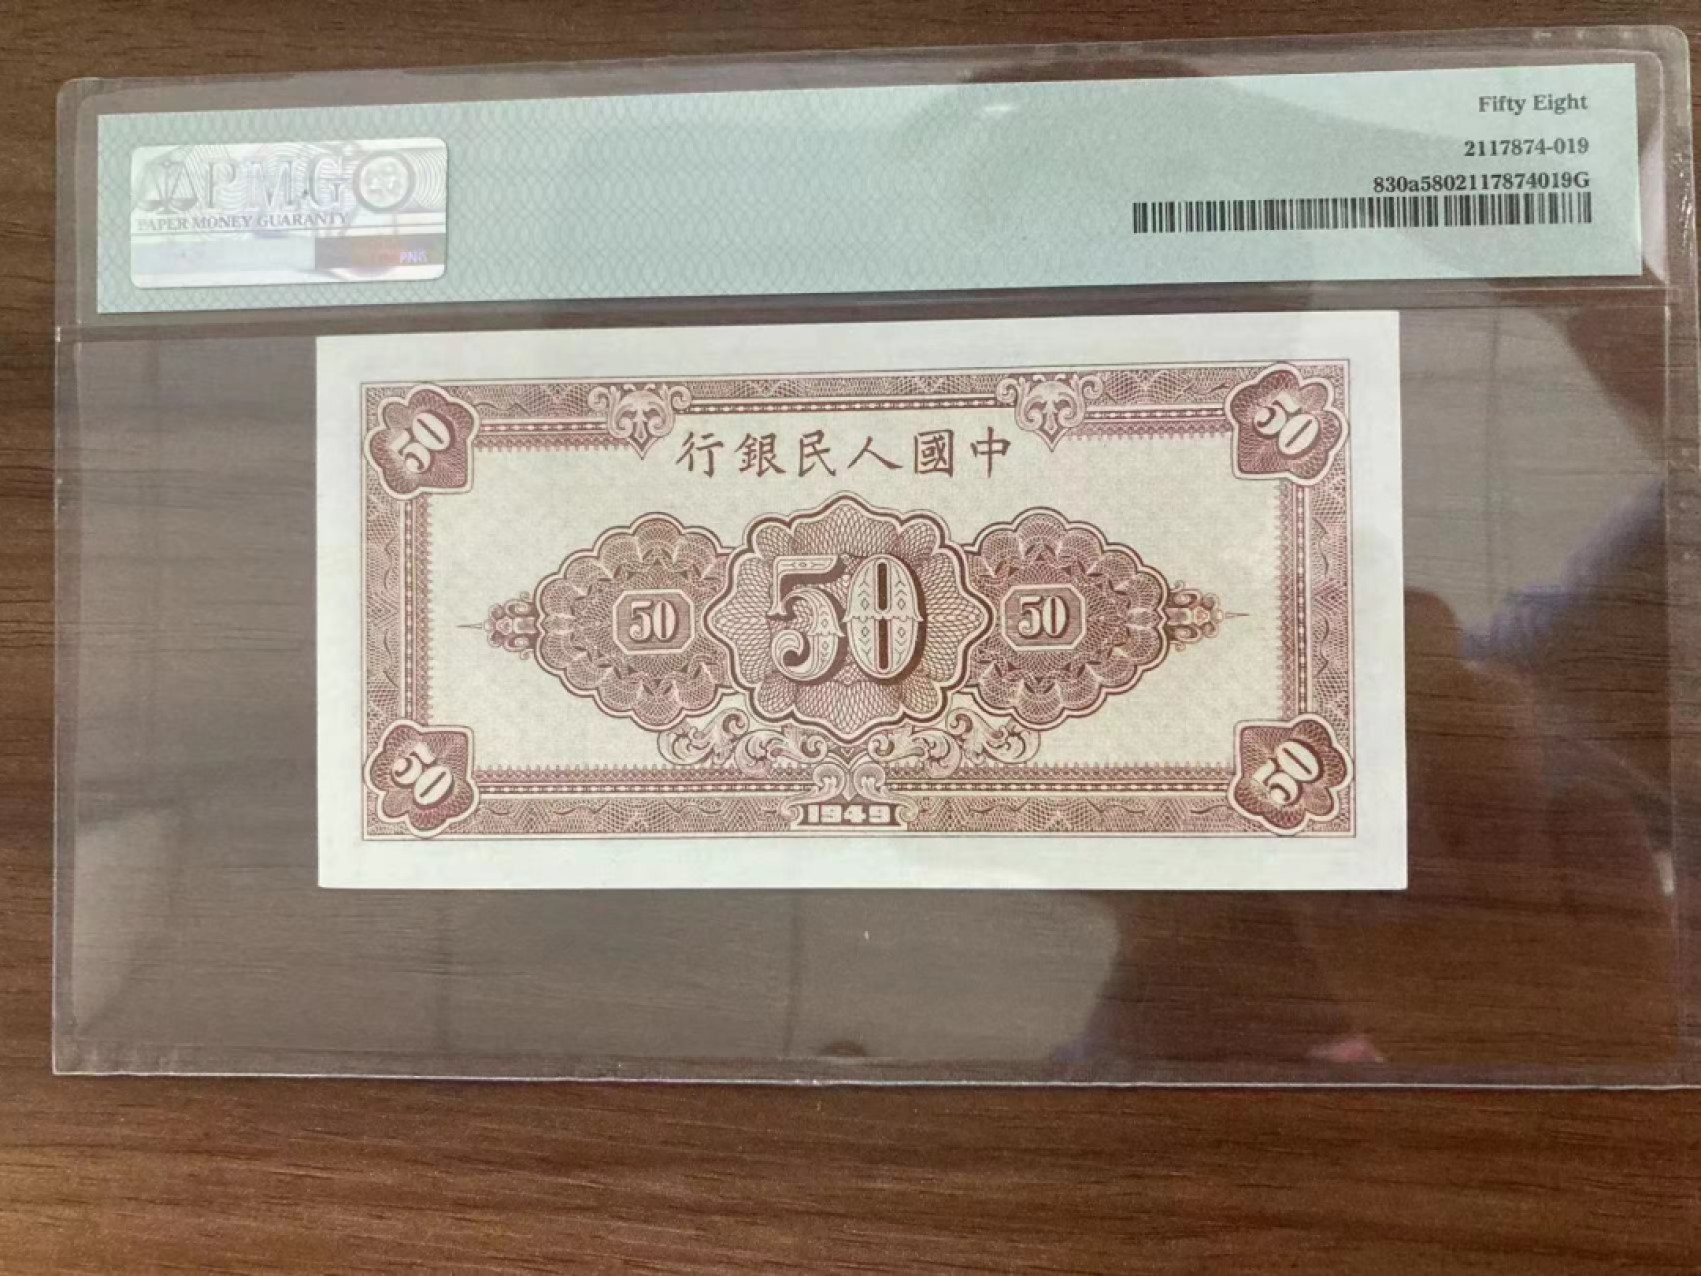 Fifty Eight
2117874-019
830a5802117874019G
PMG
PAPER MONEY GUARANTY
PNG
行銀民人國中
50 50
50 50 50
50 50
1949